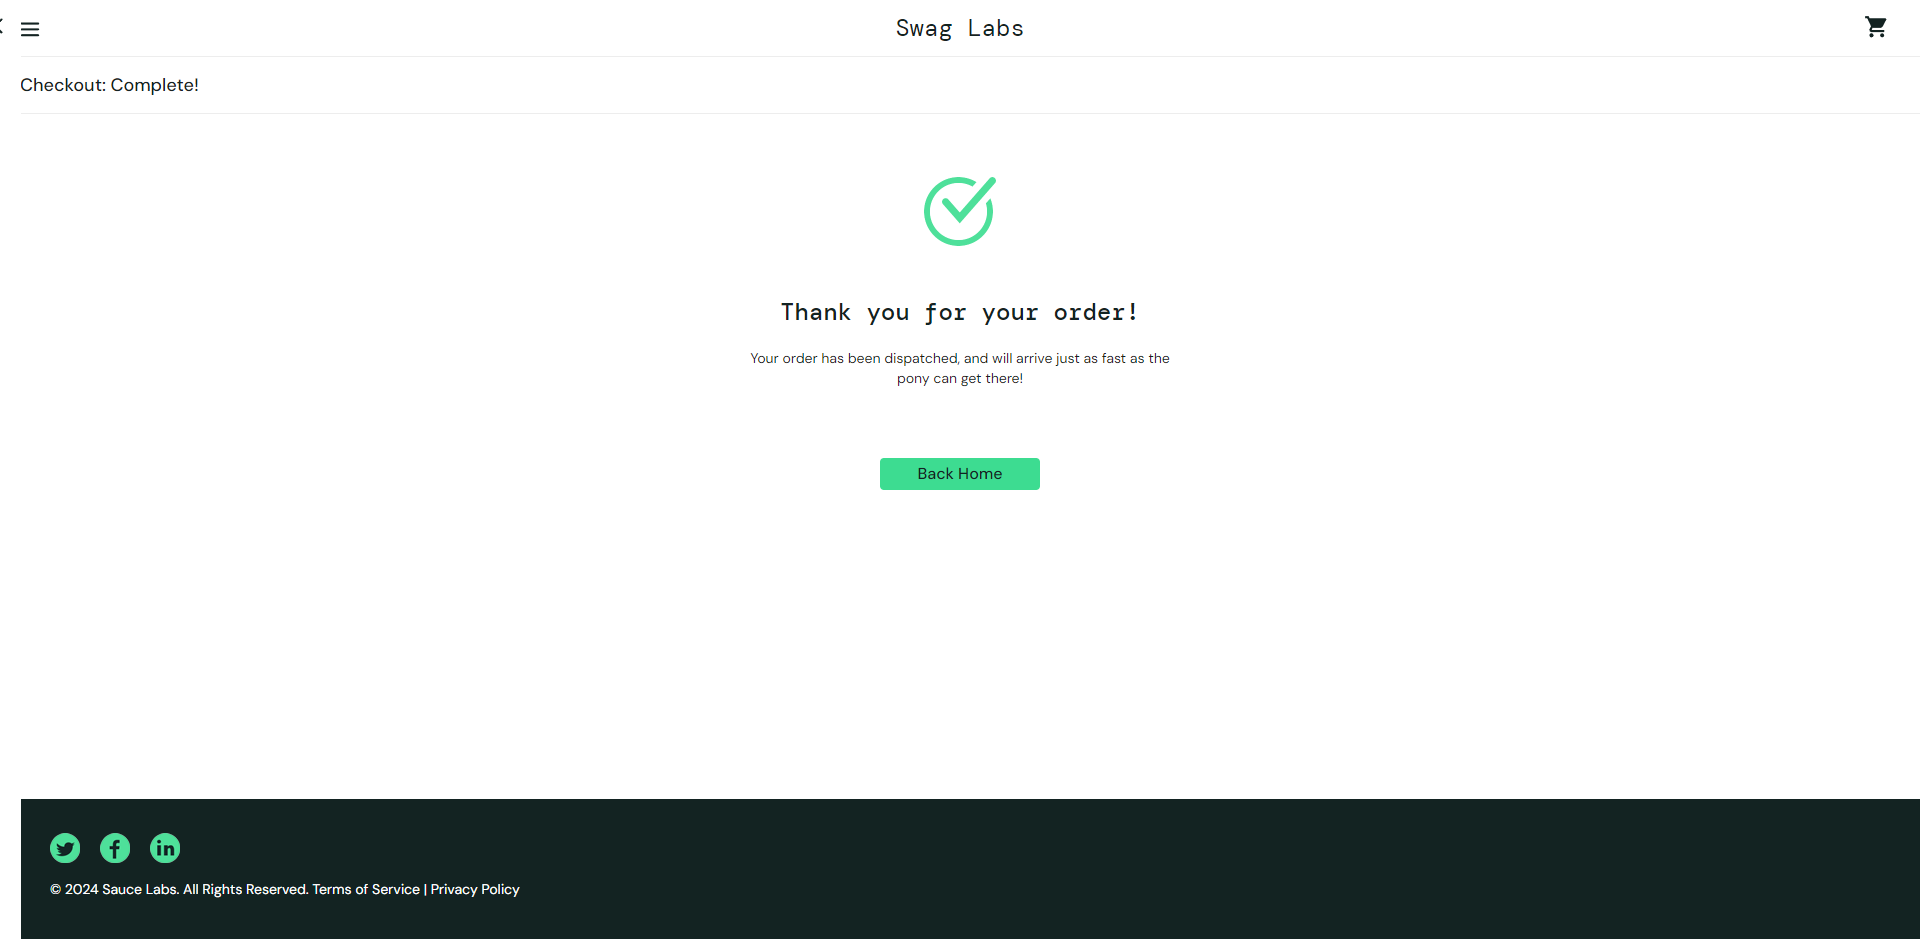 Swag Labs
Checkout: Complete!
Thank you for your order!
Your order has been dispatched, and will arrive just as fast as the
pony can get there!
Back Home
© 2024 Sauce Labs. All Rights Reserved. Terms of Service | Privacy Policy